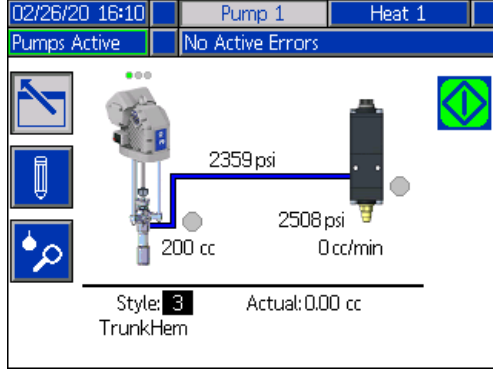 02/26/20 16:10 Pump 1 Heat 1
Pumps Active No Active Errors
2359 psi
2508 psi
200 cc 0 cc/min
Style: 3 Actual: 0.00 cc
TrunkHem